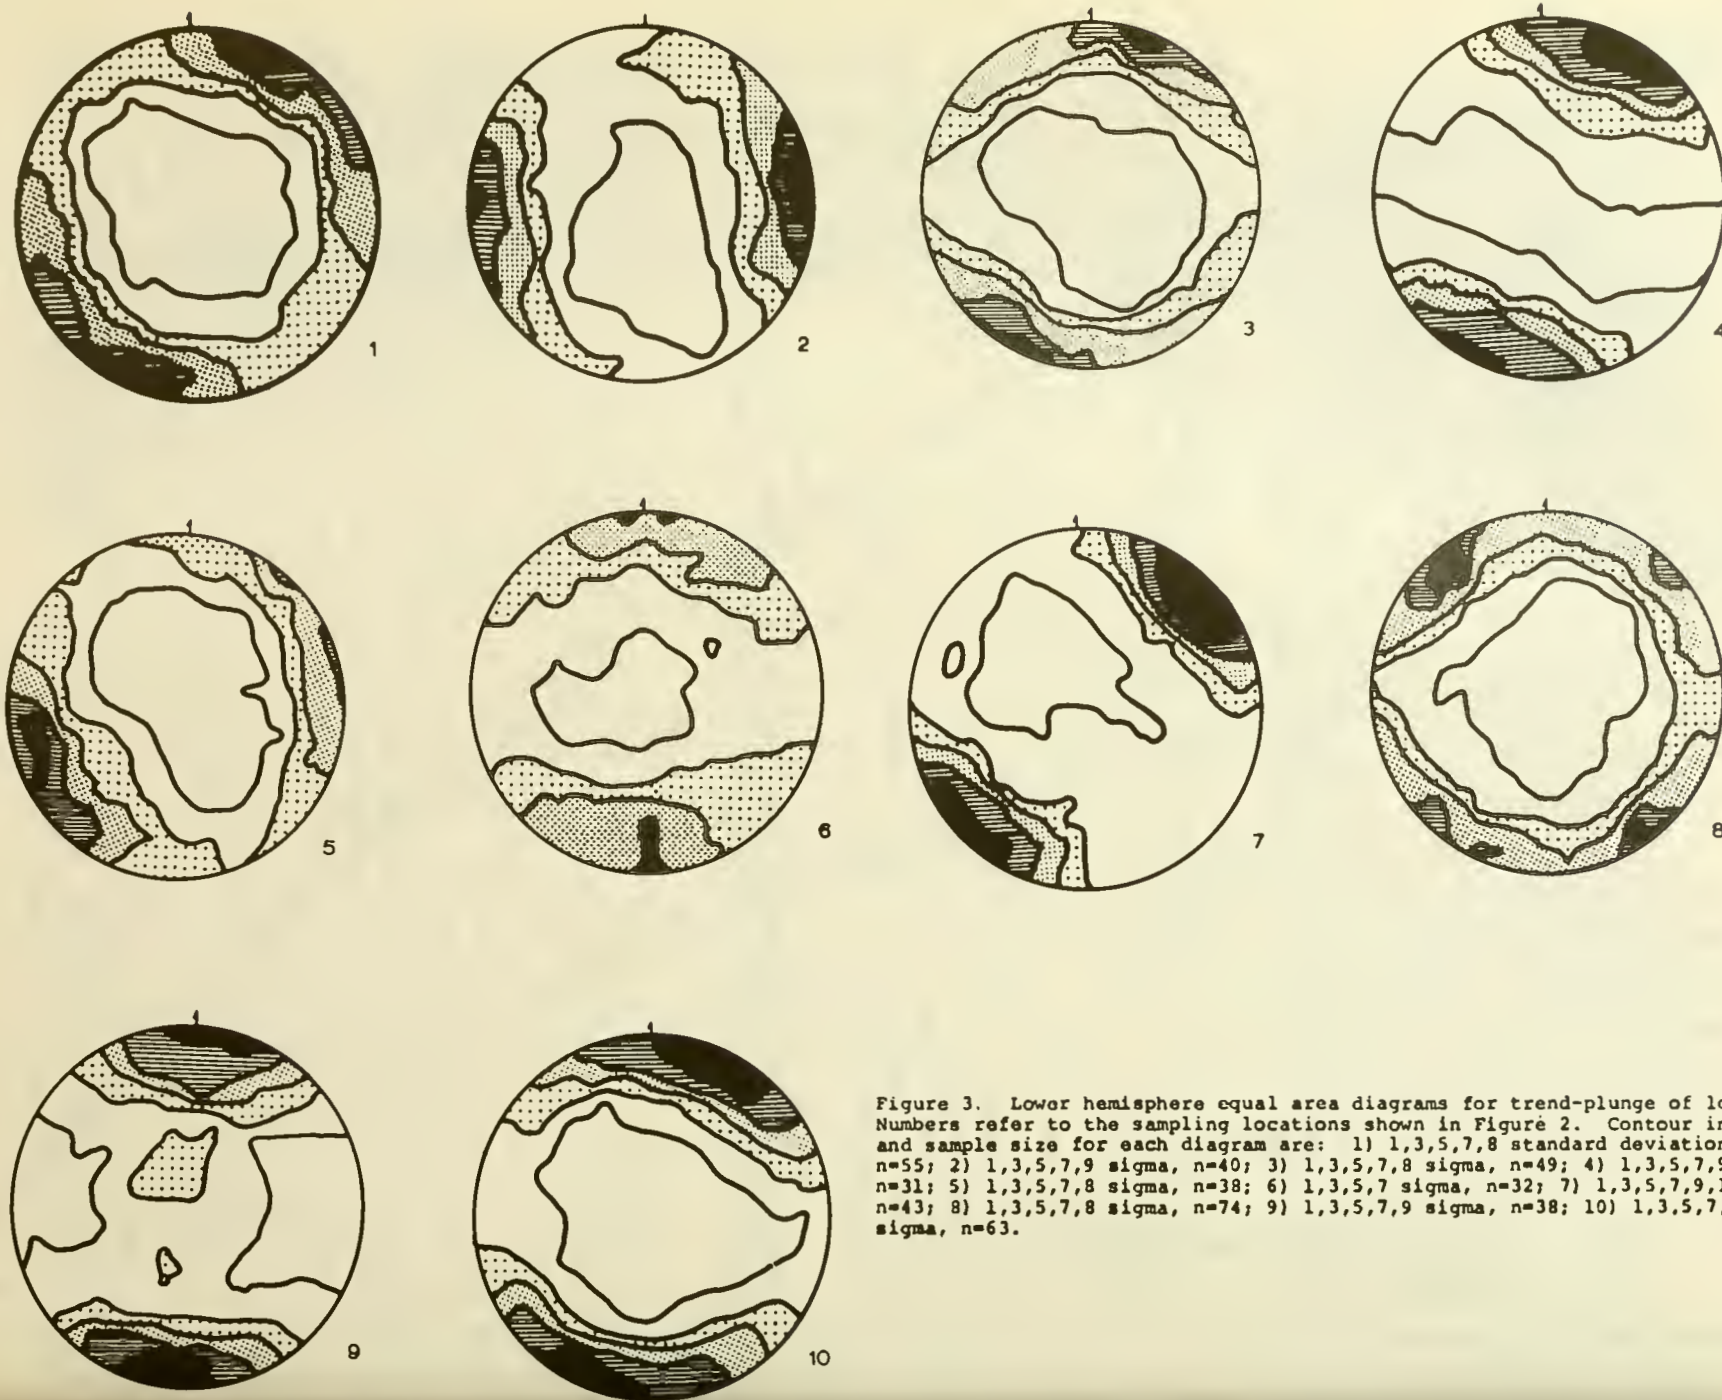 1
2
3
4
5
6
7
8
9
10
Figure 3. Lower hemisphere equal area diagrams for trend-plunge of
Numbers refer to the sampling locations shown in Figure 2. Contour
and sample size for each diagram are: 1) 1,3,5,7,8 standard
n=55; 2) 1,3,5,7,9 sigma, n=40; 3) 1,3,5,7,8 sigma, n=49; 4) 1,3,5,7,9
n=31; 5) 1,3,5,7,8 sigma, n=38; 6) 1,3,5,7 sigma, n=32; 7) 1,3,5,7,9,
n=43; 8) 1,3,5,7,8 sigma, n=74; 9) 1,3,5,7,9 sigma, n=38; 10) 1,3,5,7,
sigma, n=63.